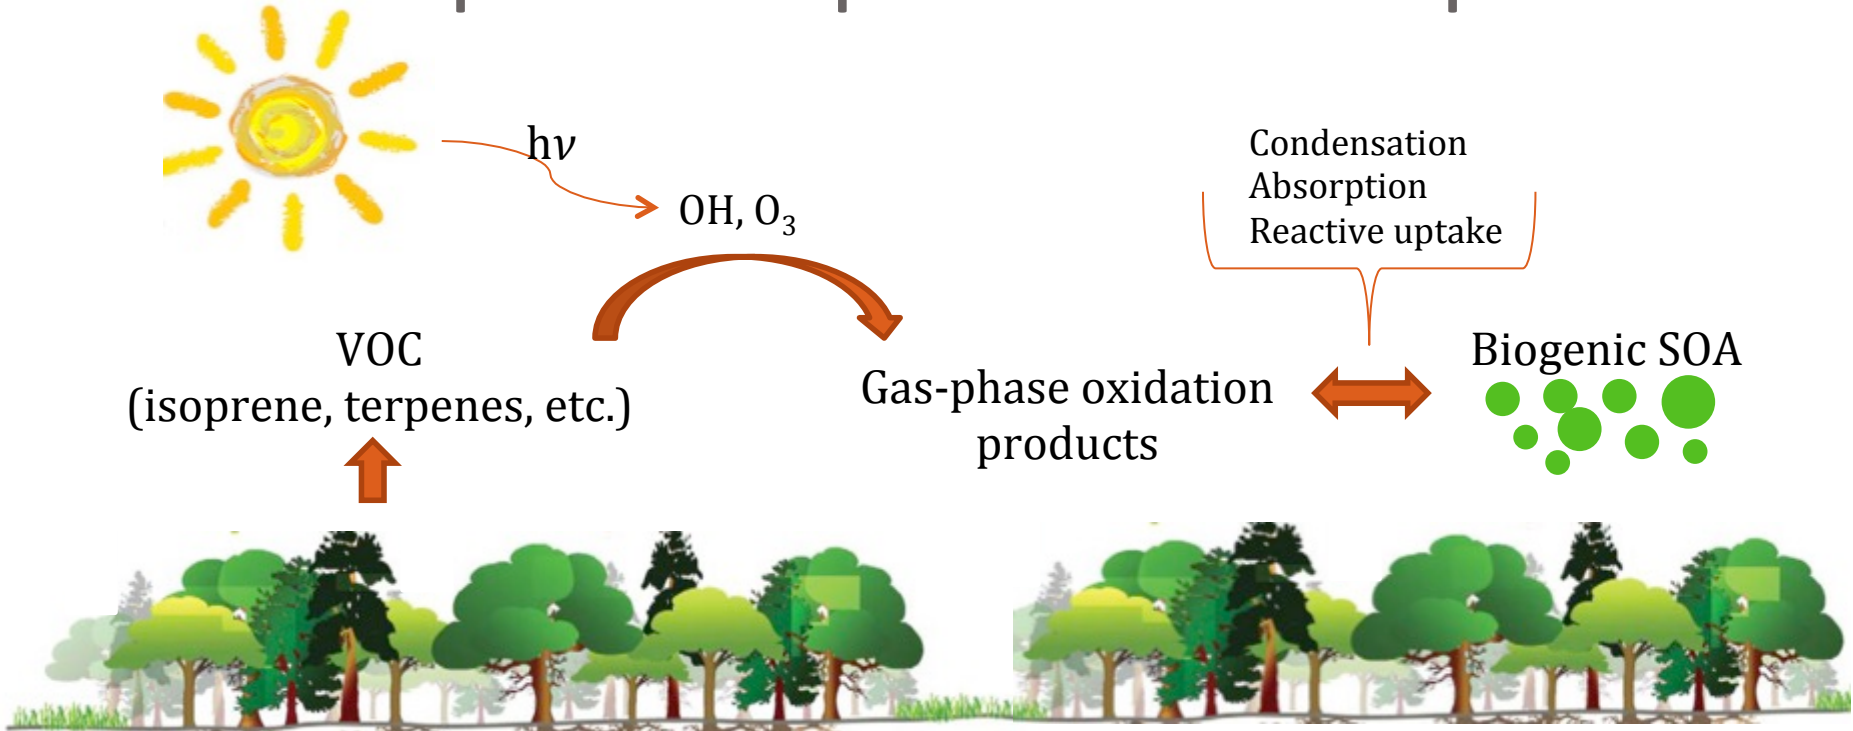 hν
OH, O₃
Condensation
Absorption
Reactive uptake
VOC
(isoprene, terpenes, etc.)
Gas-phase oxidation
products
Biogenic SOA